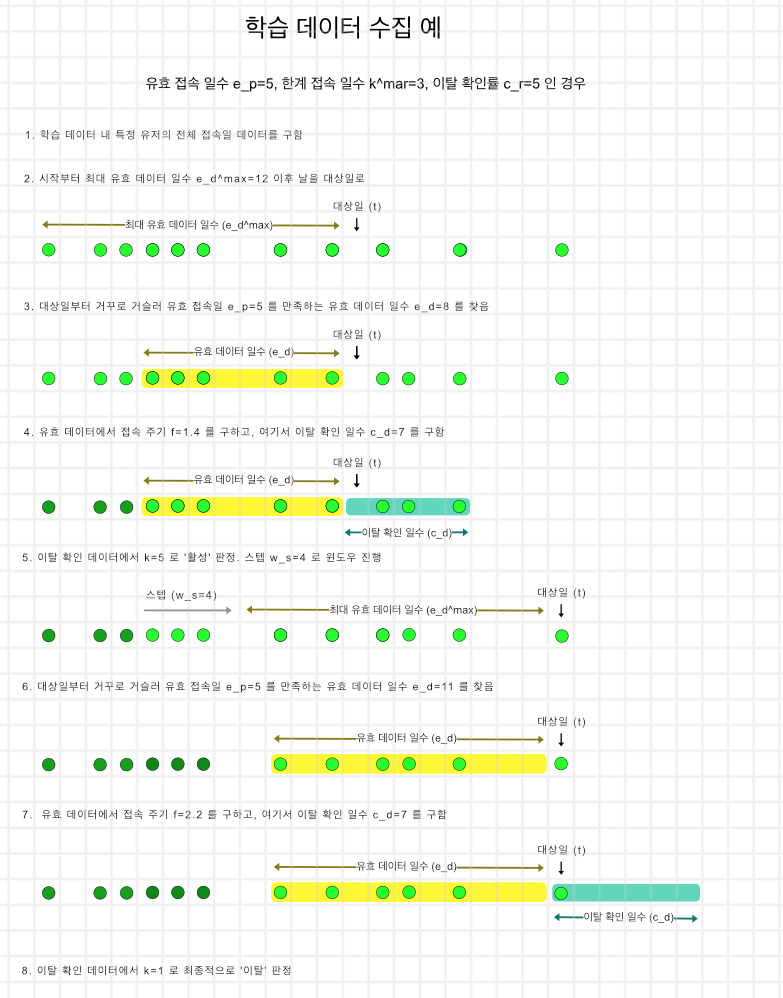 학습 데이터 수집 예
유효 접속 일수 e_p=5, 한계 접속 일수 k^mar=3, 이탈 확인률 c_r=5 인 경우
1. 학습 데이터 내 특정 유저의 전체 접속일 데이터를 구함
2. 시작부터 최대 유효 데이터 일수 e_d^max=12 이후 날을 대상일로
대상일 (t)
최대 유효 데이터 일수 (e_d^max)
3. 대상일부터 거꾸로 거슬러 유효 접속일 e_p=5 를 만족하는 유효 데이터 일수 e_d=8 를 찾음
대상일 (t)
유효 데이터 일수 (e_d)
4. 유효 데이터에서 접속 주기 f=1.4 를 구하고, 여기서 이탈 확인 일수 c_d=7 를 구함
대상일 (t)
유효 데이터 일수 (e_d)
이탈 확인 일수 (c_d)
5. 이탈 확인 데이터에서 k=5 로 '활성' 판정. 스텝 w_s=4 로 윈도우 진행
대상일 (t)
스텝 (w_s=4)
최대 유효 데이터 일수 (e_d^max)
6. 대상일부터 거꾸로 거슬러 유효 접속일 e_p=5 를 만족하는 유효 데이터 일수 e_d=11 를 찾음
대상일 (t)
유효 데이터 일수 (e_d)
7. 유효 데이터에서 접속 주기 f=2.2 를 구하고, 여기서 이탈 확인 일수 c_d=7 를 구함
대상일 (t)
유효 데이터 일수 (e_d)
이탈 확인 일수 (c_d)
8. 이탈 확인 데이터에서 k=1 로 최종적으로 '이탈' 판정